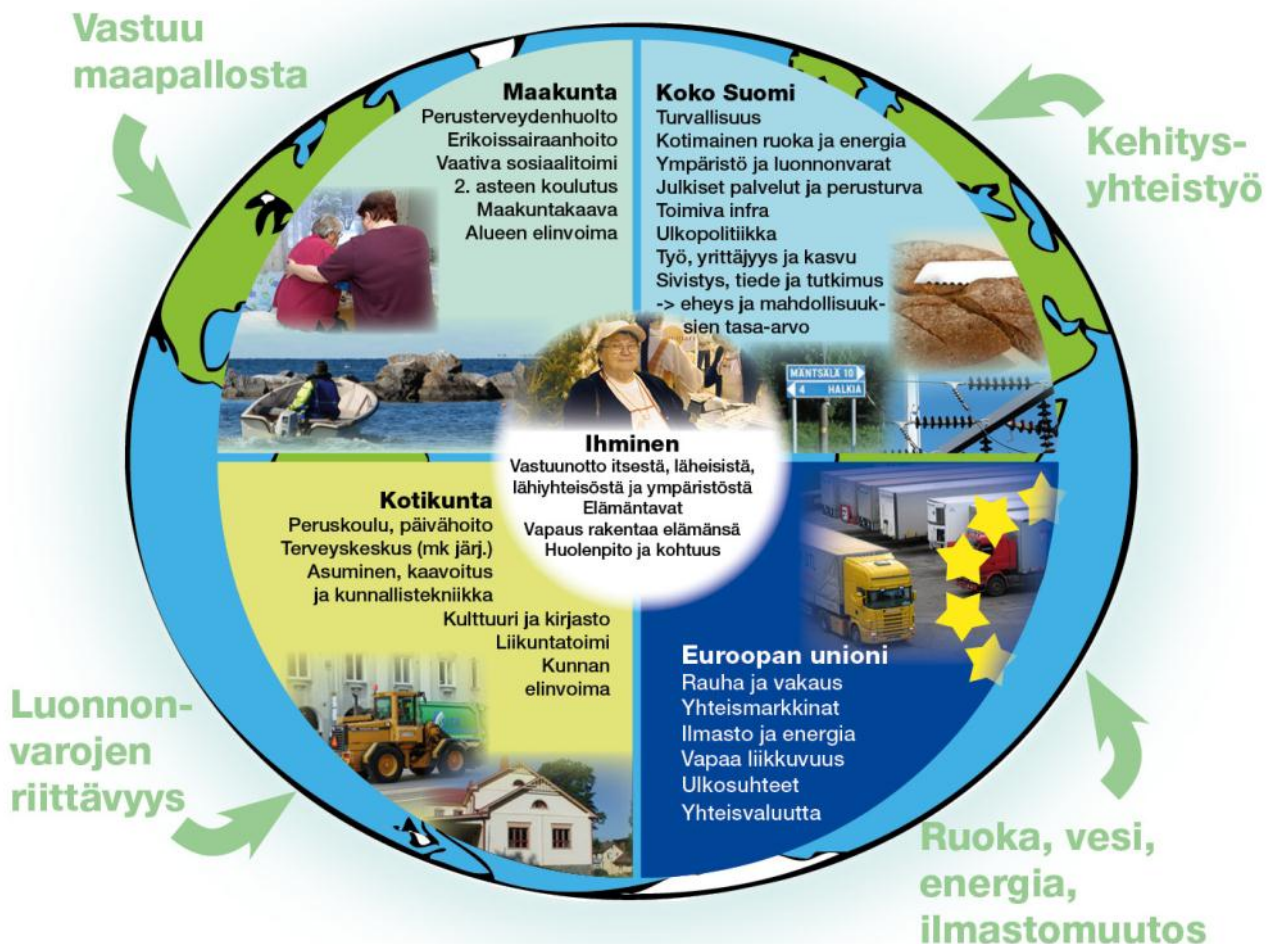 Vastuu
maapallosta
Kehitys-
yhteistyö
Maakunta
Perusterveydenhuolto
Erikoissairaanhoito
Vaativa sosiaalitoimi
2. asteen koulutus
Maakuntakaava
Alueen elinvoima
Koko Suomi
Turvallisuus
Kotimainen ruoka ja energia
Ympäristö ja luonnonvarat
Julkiset palvelut ja perusturva
Toimiva infra
Ulkopolitiikka
Työ, yrittäjyys ja kasvu
Sivistys, tiede ja tutkimus
-> eheys ja mahdollisuuk-
sien tasa-arvo
MÄNTSÄLÄ 10
4 HALKIA
Ihminen
Vastuunotto itsestä, läheisistä,
lähiyhteisöstä ja ympäristöstä
Elämäntavat
Vapaus rakentaa elämänsä
Huolenpito ja kohtuus
Kotikunta
Peruskoulu, päivähoito
Terveyskeskus (mk järj.)
Asuminen, kaavoitus
ja kunnallistekniikka
Kulttuuri ja kirjasto
Liikuntatoimi
Kunnan
elinvoima
Euroopan unioni
Rauha ja vakaus
Yhteismarkkinat
Ilmasto ja energia
Vapaa liikkuvuus
Ulkosuhteet
Yhteisvaluutta
Luonnon-
varojen
riittävyys
Ruoka, vesi,
energia,
ilmastomuutos